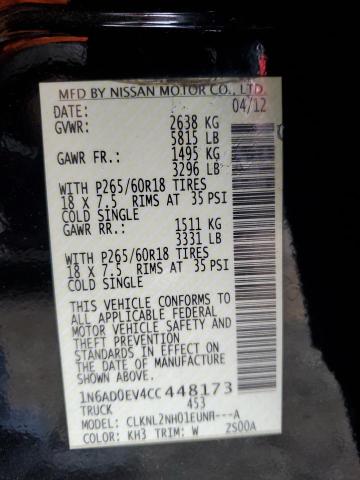 MFD BY NISSAN MOTOR CO., LTD.
DATE: 04/12
GVWR: 2638 KG
5815 LB
GAWR FR.: 1495 KG
3296 LB
WITH P265/60R18 TIRES
18 X 7.5 RIMS AT 35 PSI
COLD SINGLE
GAWR RR.: 1511 KG
3331 LB
WITH P265/60R18 TIRES
18 X 7.5 RIMS AT 35 PSI
COLD SINGLE
THIS VEHICLE CONFORMS TO
ALL APPLICABLE FEDERAL
MOTOR VEHICLE SAFETY AND
THEFT PREVENTION
STANDARDS IN EFFECT ON
THE DATE OF MANUFACTURE
SHOWN ABOVE.
1N6AD0EV4CC448173
TRUCK 453
MODEL: CLKNL2NH01EUNA---A
COLOR: KH3 TRIM: W 2S00A